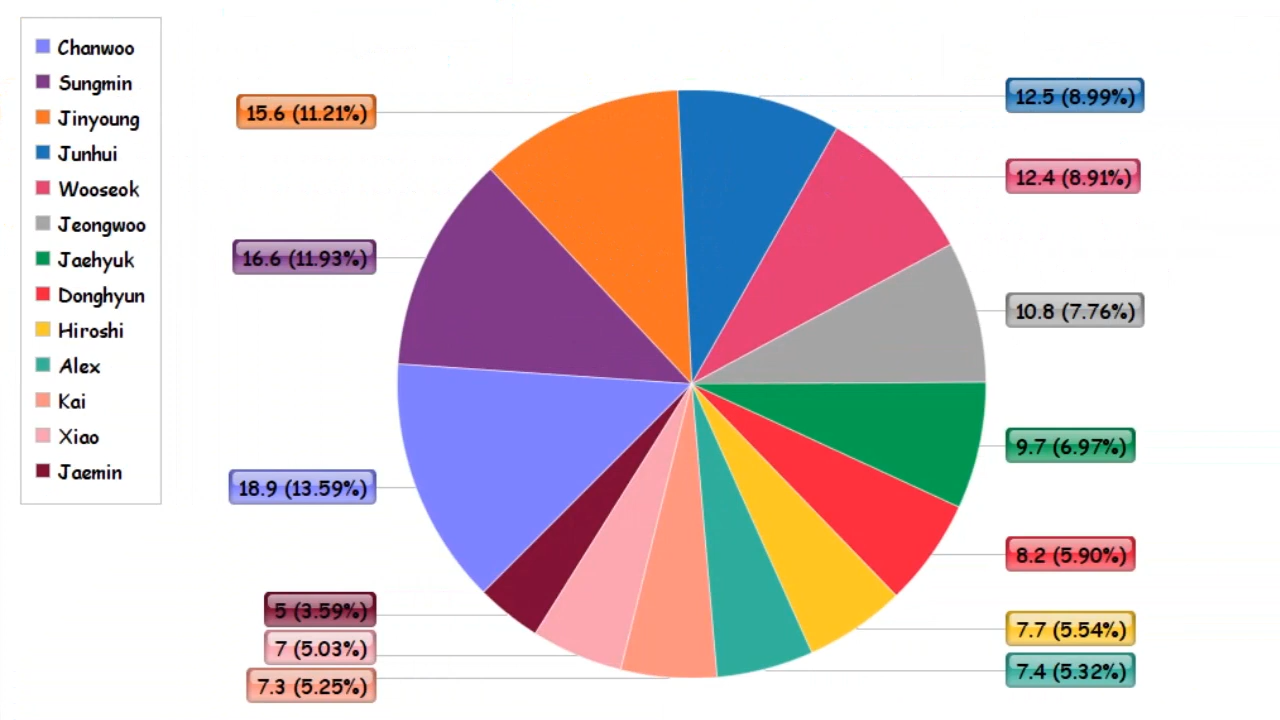 Chanwoo
Sungmin
Jinyoung
Junhui
Wooseok
Jeongwoo
Jaehyuk
Donghyun
Hiroshi
Alex
Kai
Xiao
Jaemin
15.6 (11.21%)
16.6 (11.93%)
18.9 (13.59%)
5 (3.59%)
7 (5.03%)
7.3 (5.25%)
12.5 (8.99%)
12.4 (8.91%)
10.8 (7.76%)
9.7 (6.97%)
8.2 (5.90%)
7.7 (5.54%)
7.4 (5.32%)